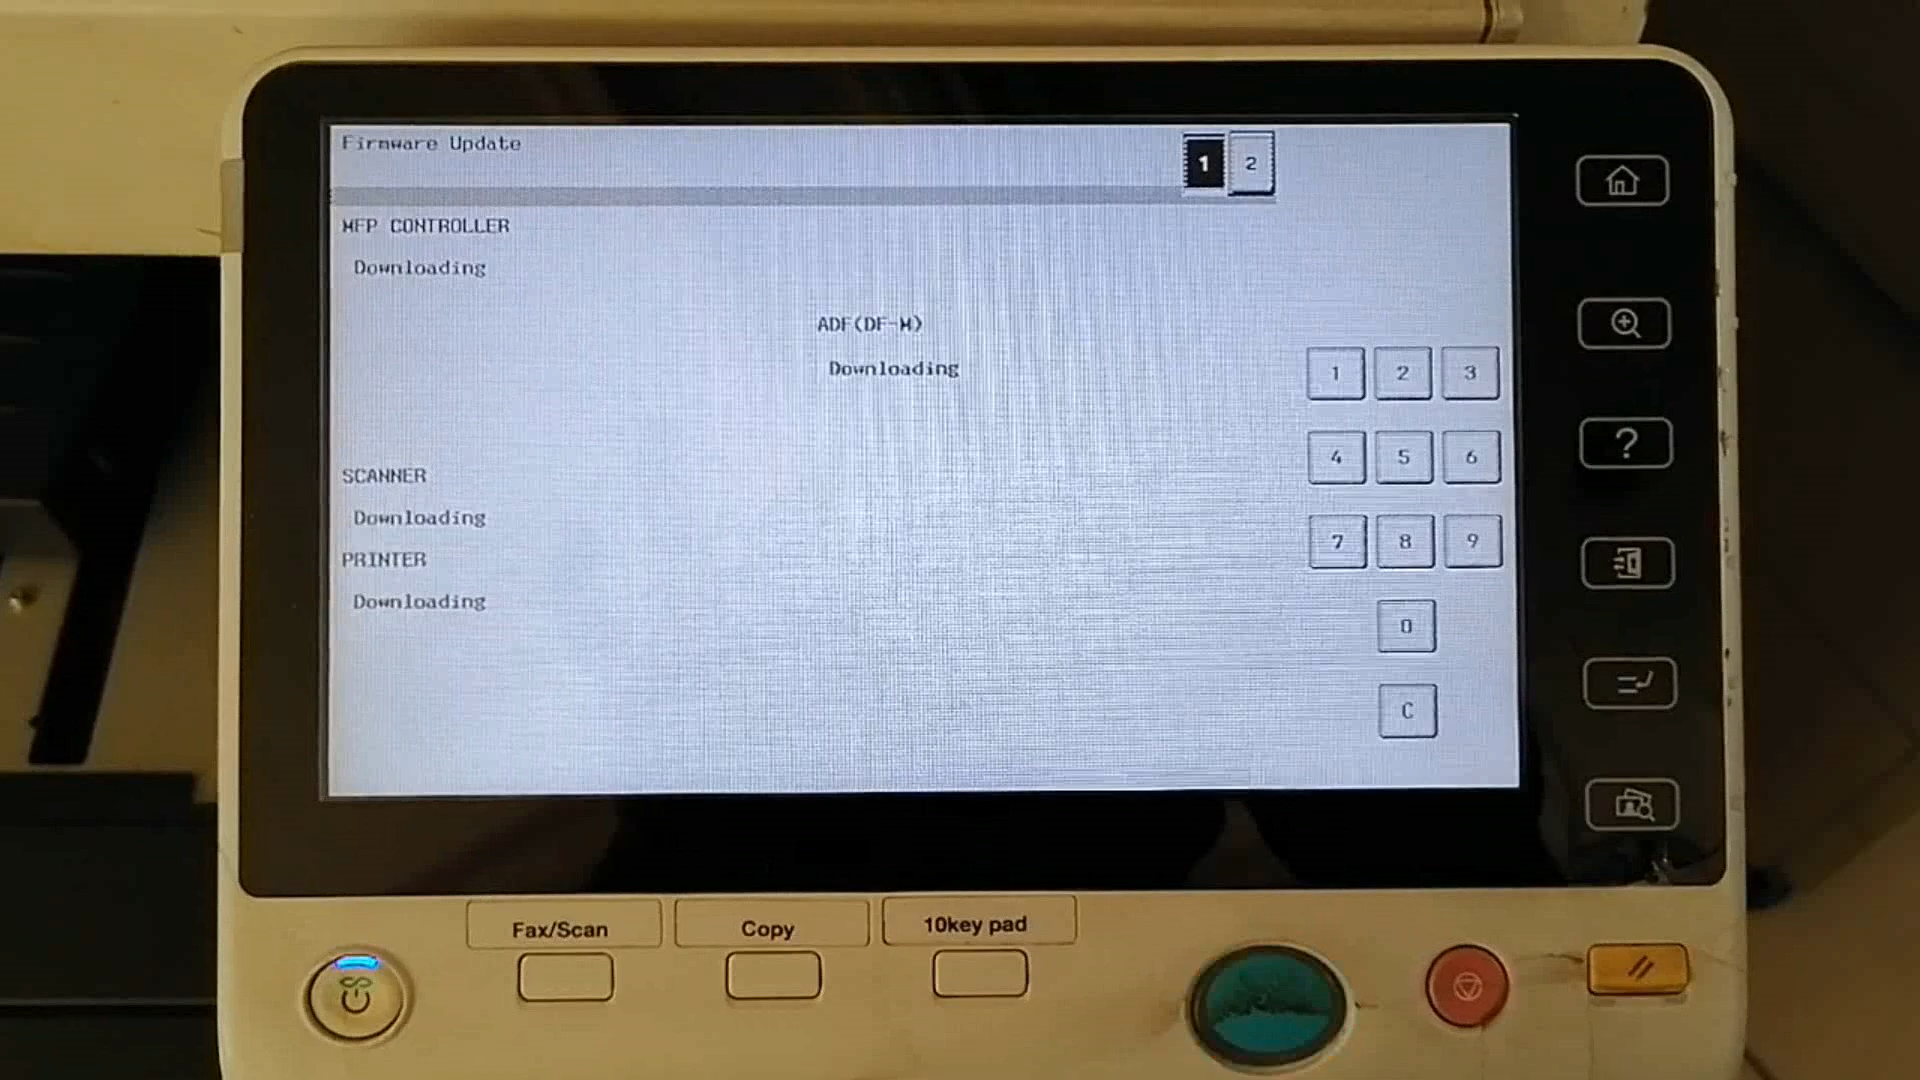 Firmware Update
1 2
MFP CONTROLLER
Downloading
ADF(DF-M)
Downloading
SCANNER
Downloading
PRINTER
Downloading
1 2 3
4 5 6
7 8 9
0
C
?
Fax/Scan
Copy
10key pad